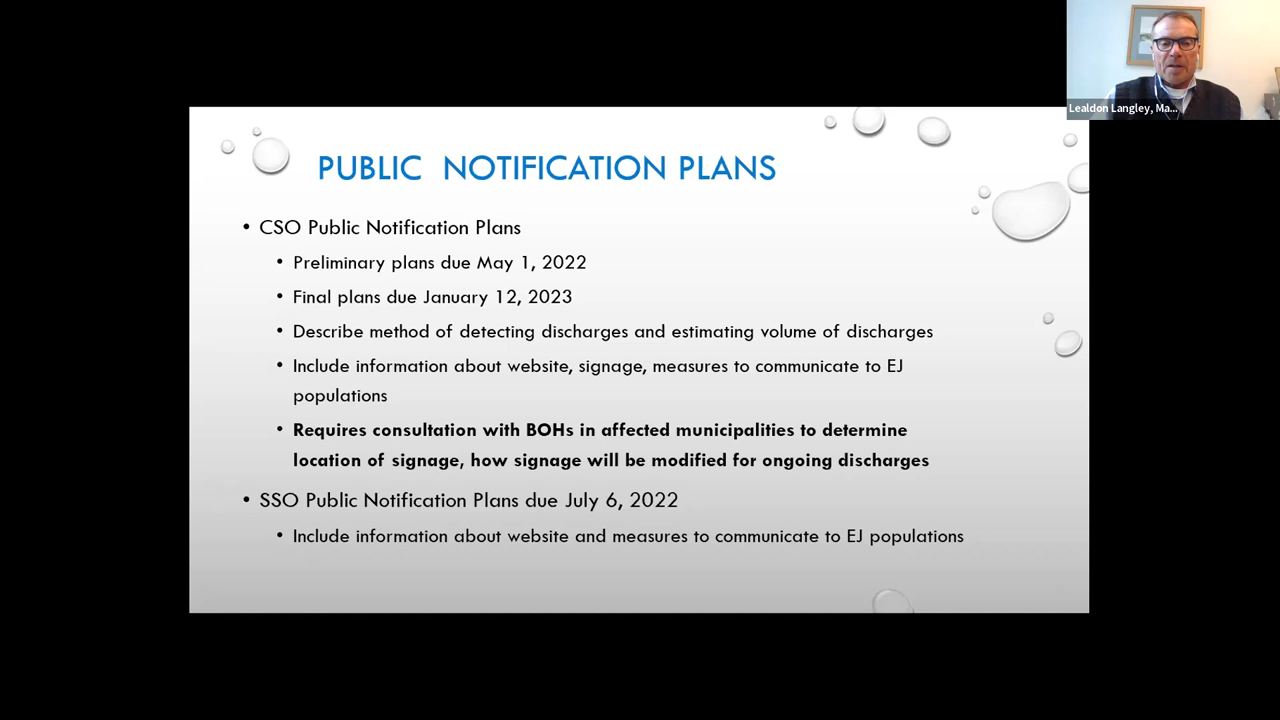 Lealdon Langley, Ma...
PUBLIC NOTIFICATION PLANS
• CSO Public Notification Plans
• Preliminary plans due May 1, 2022
• Final plans due January 12, 2023
• Describe method of detecting discharges and estimating volume of discharges
• Include information about website, signage, measures to communicate to EJ
populations
• Requires consultation with BOHs in affected municipalities to determine
location of signage, how signage will be modified for ongoing discharges
• SSO Public Notification Plans due July 6, 2022
• Include information about website and measures to communicate to EJ populations